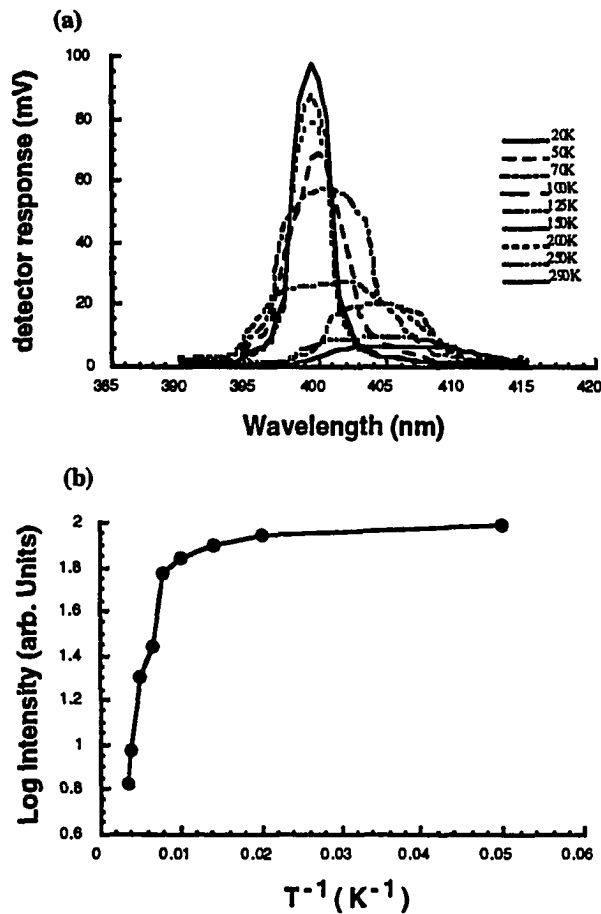 (a)
100
80
60
40
20
0
detector response (mV)
20K
50K
70K
100K
125K
150K
200K
250K
290K
365 390 395 400 405 410 415 420
Wavelength (nm)
(b)
2
1.8
1.6
1.4
1.2
1
0.8
0.6
Log Intensity (arb. Units)
0 0.01 0.02 0.03 0.04 0.05 0.06
T⁻¹ (K⁻¹)